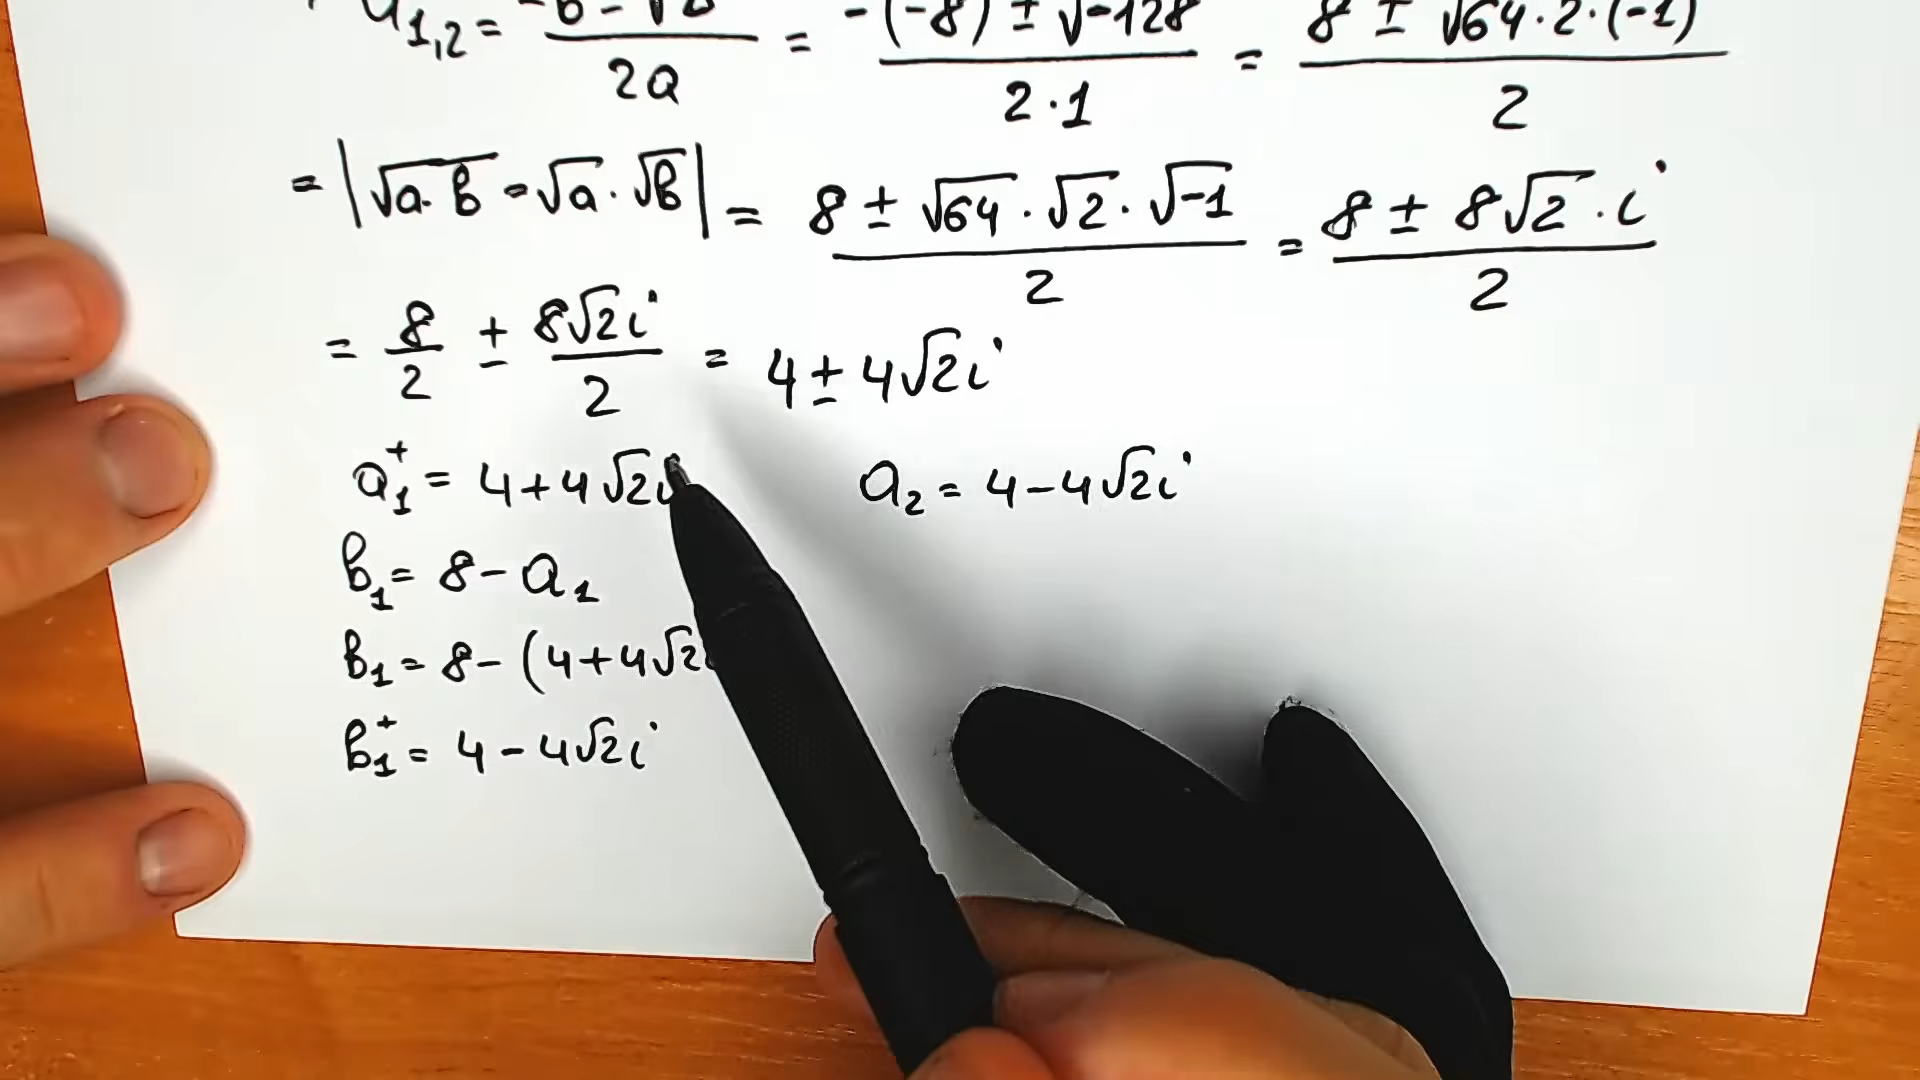 a1,2 = -b - √D / 2a = -(-8) ± √-128 / 2·1 = 8 ± √64·2·(-1) / 2
= |√a·b = √a·√b| = 8 ± √64·√2·√-1 / 2 = 8 ± 8√2·i / 2
= 8/2 ± 8√2i / 2 = 4 ± 4√2i
a1+ = 4+4√2i a2 = 4-4√2i
b1 = 8-a1
b1 = 8-(4+4√2
b1+ = 4-4√2i